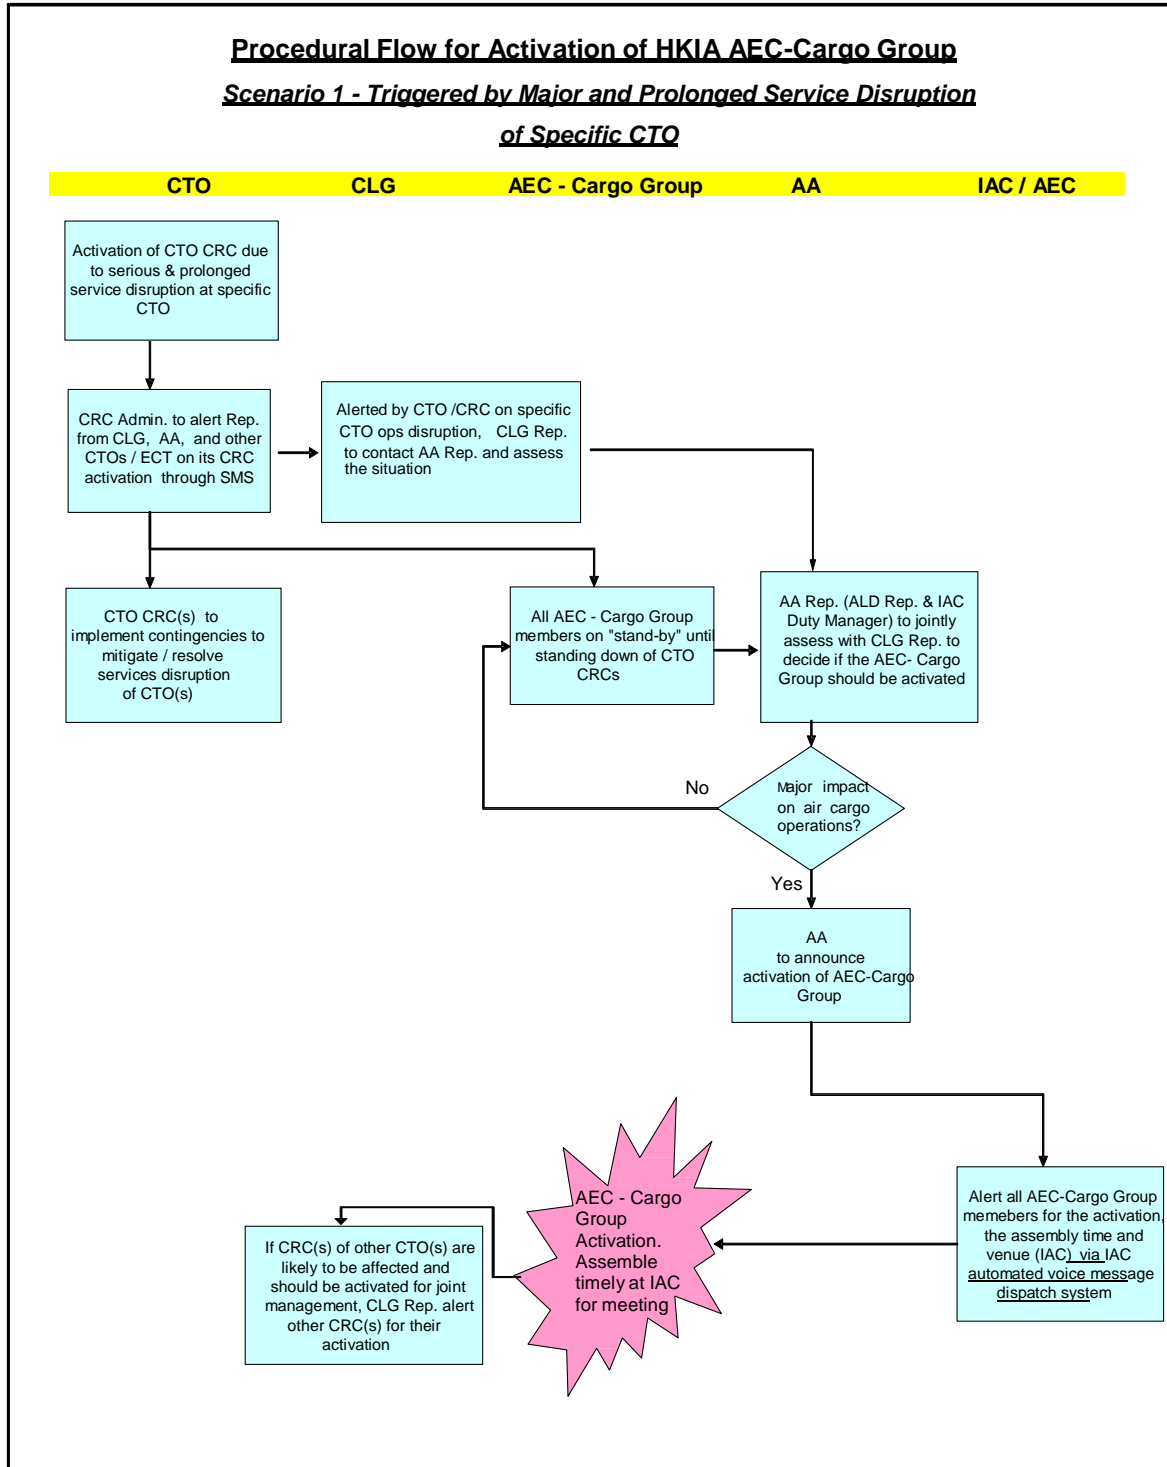 Procedural Flow for Activation of HKIA AEC-Cargo Group
Scenario 1 - Triggered by Major and Prolonged Service Disruption
of Specific CTO
CTO CLG AEC - Cargo Group AA IAC / AEC
Activation of CTO CRC due
to serious & prolonged
service disruption at specific
CTO
CRC Admin. to alert Rep.
from CLG, AA, and other
CTOs / ECT on its CRC
activation through SMS
Alerted by CTO /CRC on specific
CTO ops disruption, CLG Rep.
to contact AA Rep. and assess
the situation
CTO CRC(s) to
implement contingencies to
mitigate / resolve
services disruption
of CTO(s)
All AEC - Cargo Group
members on "stand-by" until
standing down of CTO
CRCs
AA Rep. (ALD Rep. & IAC
Duty Manager) to jointly
assess with CLG Rep. to
decide if the AEC- Cargo
Group should be activated
No
Major impact
on air cargo
operations?
Yes
AA
to announce
activation of AEC-Cargo
Group
Alert all AEC-Cargo Group
memebers for the activation,
the assembly time and
venue (IAC) via IAC
automated voice message
dispatch system
AEC - Cargo
Group
Activation.
Assemble
timely at IAC
for meeting
If CRC(s) of other CTO(s) are
likely to be affected and
should be activated for joint
management, CLG Rep. alert
other CRC(s) for their
activation